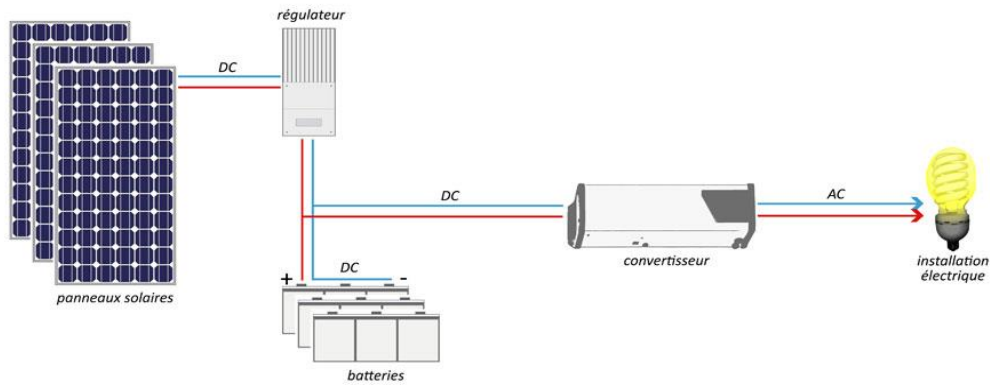 régulateur
DC
DC
AC
convertisseur
installation
électrique
DC
+ -
panneaux solaires
batteries